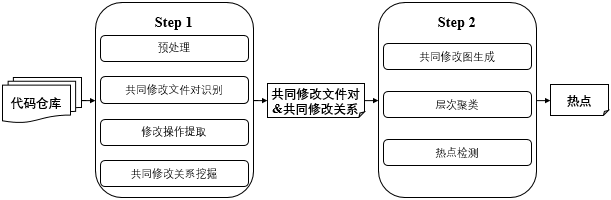 代码仓库
Step 1
预处理
共同修改文件对识别
修改操作提取
共同修改关系挖掘
共同修改文件对
&共同修改关系
Step 2
共同修改图生成
层次聚类
热点检测
热点